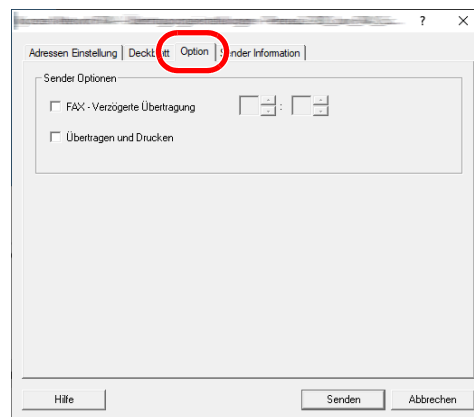 Adressen Einstellung Deckblatt Option Sender Information
Sender Optionen
FAX - Verzögerte Übertragung :
Übertragen und Drucken
Hilfe Senden Abbrechen